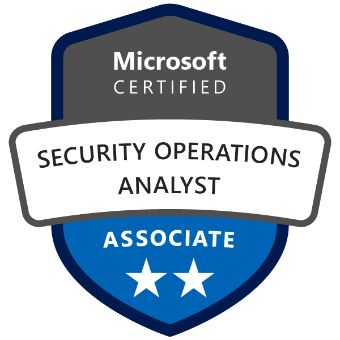 Microsoft
CERTIFIED
SECURITY OPERATIONS
ANALYST
ASSOCIATE